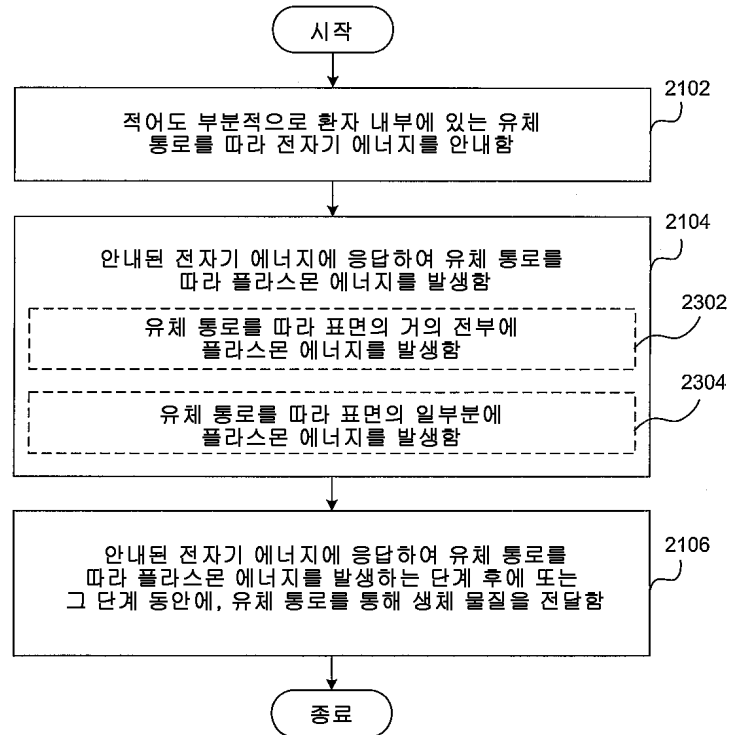 시작
2102
적어도 부분적으로 환자 내부에 있는 유체
통로를 따라 전자기 에너지를 안내함
2104
안내된 전자기 에너지에 응답하여 유체 통로를
따라 플라스몬 에너지를 발생함
2302
유체 통로를 따라 표면의 거의 전부에
플라스몬 에너지를 발생함
2304
유체 통로를 따라 표면의 일부분에
플라스몬 에너지를 발생함
2106
안내된 전자기 에너지에 응답하여 유체 통로를
따라 플라스몬 에너지를 발생하는 단계 후에 또는
그 단계 동안에, 유체 통로를 통해 생체 물질을 전달함
종료